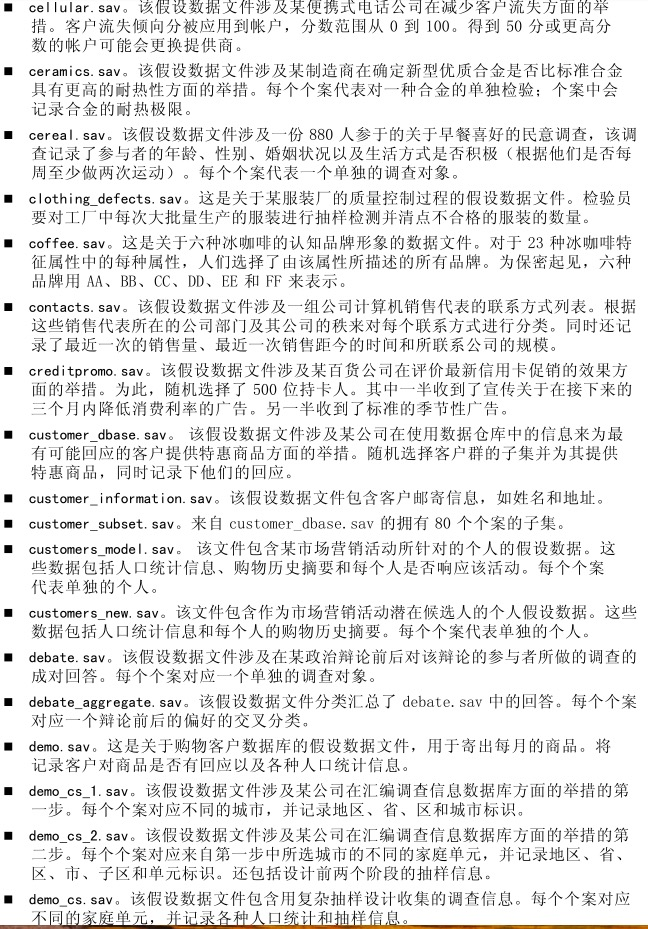 ■ cellular.sav。该假设数据文件涉及某便携式电话公司在减少客户流失方面的举
措。客户流失倾向分被应用到帐户，分数范围从 0 到 100。得到 50 分或更高分
数的帐户可能会更换提供商。
■ ceramics.sav。该假设数据文件涉及某制造商在确定新型优质合金是否比标准合金
具有更高的耐热性方面的举措。每个个案代表对一种合金的单独检验；个案中会
记录合金的耐热极限。
■ cereal.sav。该假设数据文件涉及一份 880 人参于的关于早餐喜好的民意调查，该调
查记录了参与者的年龄、性别、婚姻状况以及生活方式是否积极（根据他们是否每
周至少做两次运动）。每个个案代表一个单独的调查对象。
■ clothing_defects.sav。这是关于某服装厂的质量控制过程的假设数据文件。检验员
要对工厂中每次大批量生产的服装进行抽样检测并清点不合格的服装的数量。
■ coffee.sav。这是关于六种冰咖啡的认知品牌形象的数据文件。对于 23 种冰咖啡特
征属性中的每种属性，人们选择了由该属性所描述的所有品牌。为保密起见，六种
品牌用 AA、BB、CC、DD、EE 和 FF 来表示。
■ contacts.sav。该假设数据文件涉及一组公司计算机销售代表的联系方式列表。根据
这些销售代表所在的公司部门及其公司的秩来对每个联系方式进行分类。同时还记
录了最近一次的销售量、最近一次销售距今的时间和所联系公司的规模。
■ creditpromo.sav。该假设数据文件涉及某百货公司在评价最新信用卡促销的效果方
面的举措。为此，随机选择了 500 位持卡人。其中一半收到了宣传关于在接下来的
三个月内降低消费利率的广告。另一半收到了标准的季节性广告。
■ customer_dbase.sav。 该假设数据文件涉及某公司在使用数据仓库中的信息来为最
有可能回应的客户提供特惠商品方面的举措。随机选择客户群的子集并为其提供
特惠商品，同时记录下他们的回应。
■ customer_information.sav。该假设数据文件包含客户邮寄信息，如姓名和地址。
■ customer_subset.sav。来自 customer_dbase.sav 的拥有 80 个个案的子集。
■ customers_model.sav。 该文件包含某市场营销活动所针对的个人的假设数据。这
些数据包括人口统计信息、购物历史摘要和每个人是否响应该活动。每个个案
代表单独的个人。
■ customers_new.sav。该文件包含作为市场营销活动潜在候选人的个人假设数据。这些
数据包括人口统计信息和每个人的购物历史摘要。每个个案代表单独的个人。
■ debate.sav。该假设数据文件涉及在某政治辩论前后对该辩论的参与者所做的调查的
成对回答。每个个案对应一个单独的调查对象。
■ debate_aggregate.sav。该假设数据文件分类汇总了 debate.sav 中的回答。每个个案
对应一个辩论前后的偏好的交叉分类。
■ demo.sav。这是关于购物客户数据库的假设数据文件，用于寄出每月的商品。将
记录客户对商品是否有回应以及各种人口统计信息。
■ demo_cs_1.sav。该假设数据文件涉及某公司在汇编调查信息数据库方面的举措的第
一步。每个个案对应不同的城市，并记录地区、省、区和城市标识。
■ demo_cs_2.sav。该假设数据文件涉及某公司在汇编调查信息数据库方面的举措的第
二步。每个个案对应来自第一步中所选城市的不同的家庭单元，并记录地区、省、
区、市、子区和单元标识。还包括设计前两个阶段的抽样信息。
■ demo_cs.sav。该假设数据文件包含用复杂抽样设计收集的调查信息。每个个案对应
不同的家庭单元，并记录各种人口统计和抽样信息。